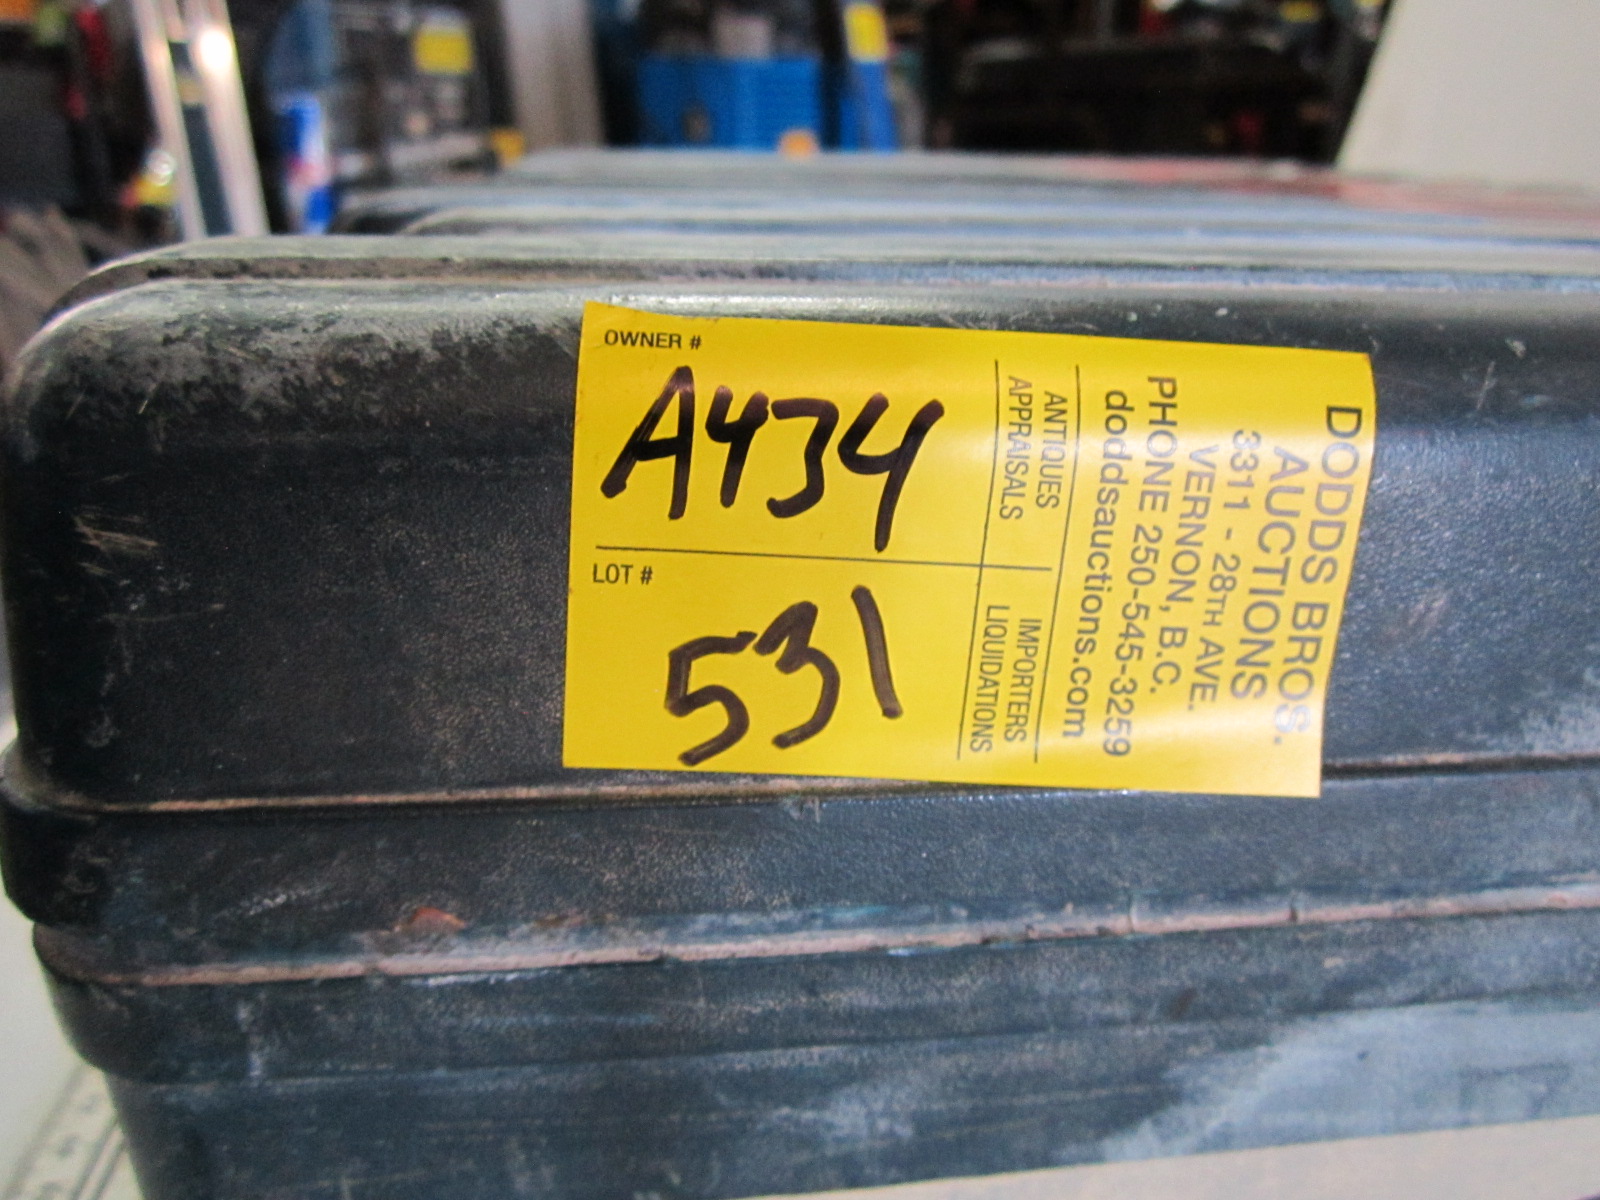 OWNER #
A434
LOT #
531
DODDS BROS.
AUCTIONS
3311 - 28TH AVE.
VERNON, B.C.
PHONE 250-545-3259
doddsauctions.com
ANTIQUES
APPRAISALS
IMPORTERS
LIQUIDATIONS